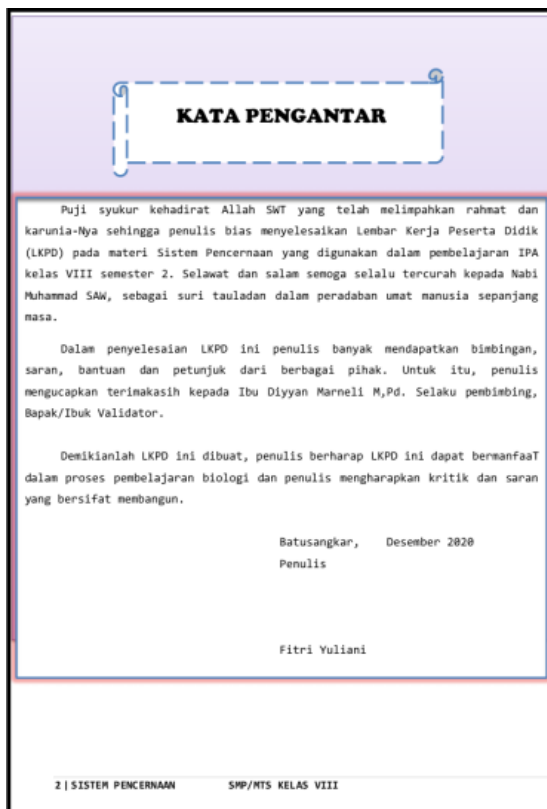 KATA PENGANTAR
Puji syukur kehadirat Allah SWT yang telah melimpahkan rahmat dan
karunia-Nya sehingga penulis bias menyelesaikan Lembar Kerja Peserta Didik
(LKPD) pada materi Sistem Pencernaan yang digunakan dalam pembelajaran IPA
kelas VIII semester 2. Selawat dan salam semoga selalu tercurah kepada Nabi
Muhammad SAW, sebagai suri tauladan dalam peradaban umat manusia sepanjang
masa.
Dalam penyelesaian LKPD ini penulis banyak mendapatkan bimbingan,
saran, bantuan dan petunjuk dari berbagai pihak. Untuk itu, penulis
mengucapkan terimakasih kepada Ibu Diyyan Marneli M,Pd. Selaku pembimbing,
Bapak/Ibuk Validator.
Demikianlah LKPD ini dibuat, penulis berharap LKPD ini dapat bermanfaaT
dalam proses pembelajaran biologi dan penulis mengharapkan kritik dan saran
yang bersifat membangun.
Batusangkar, Desember 2020
Penulis
Fitri Yuliani
2 | SISTEM PENCERNAAN SMP/MTS KELAS VIII